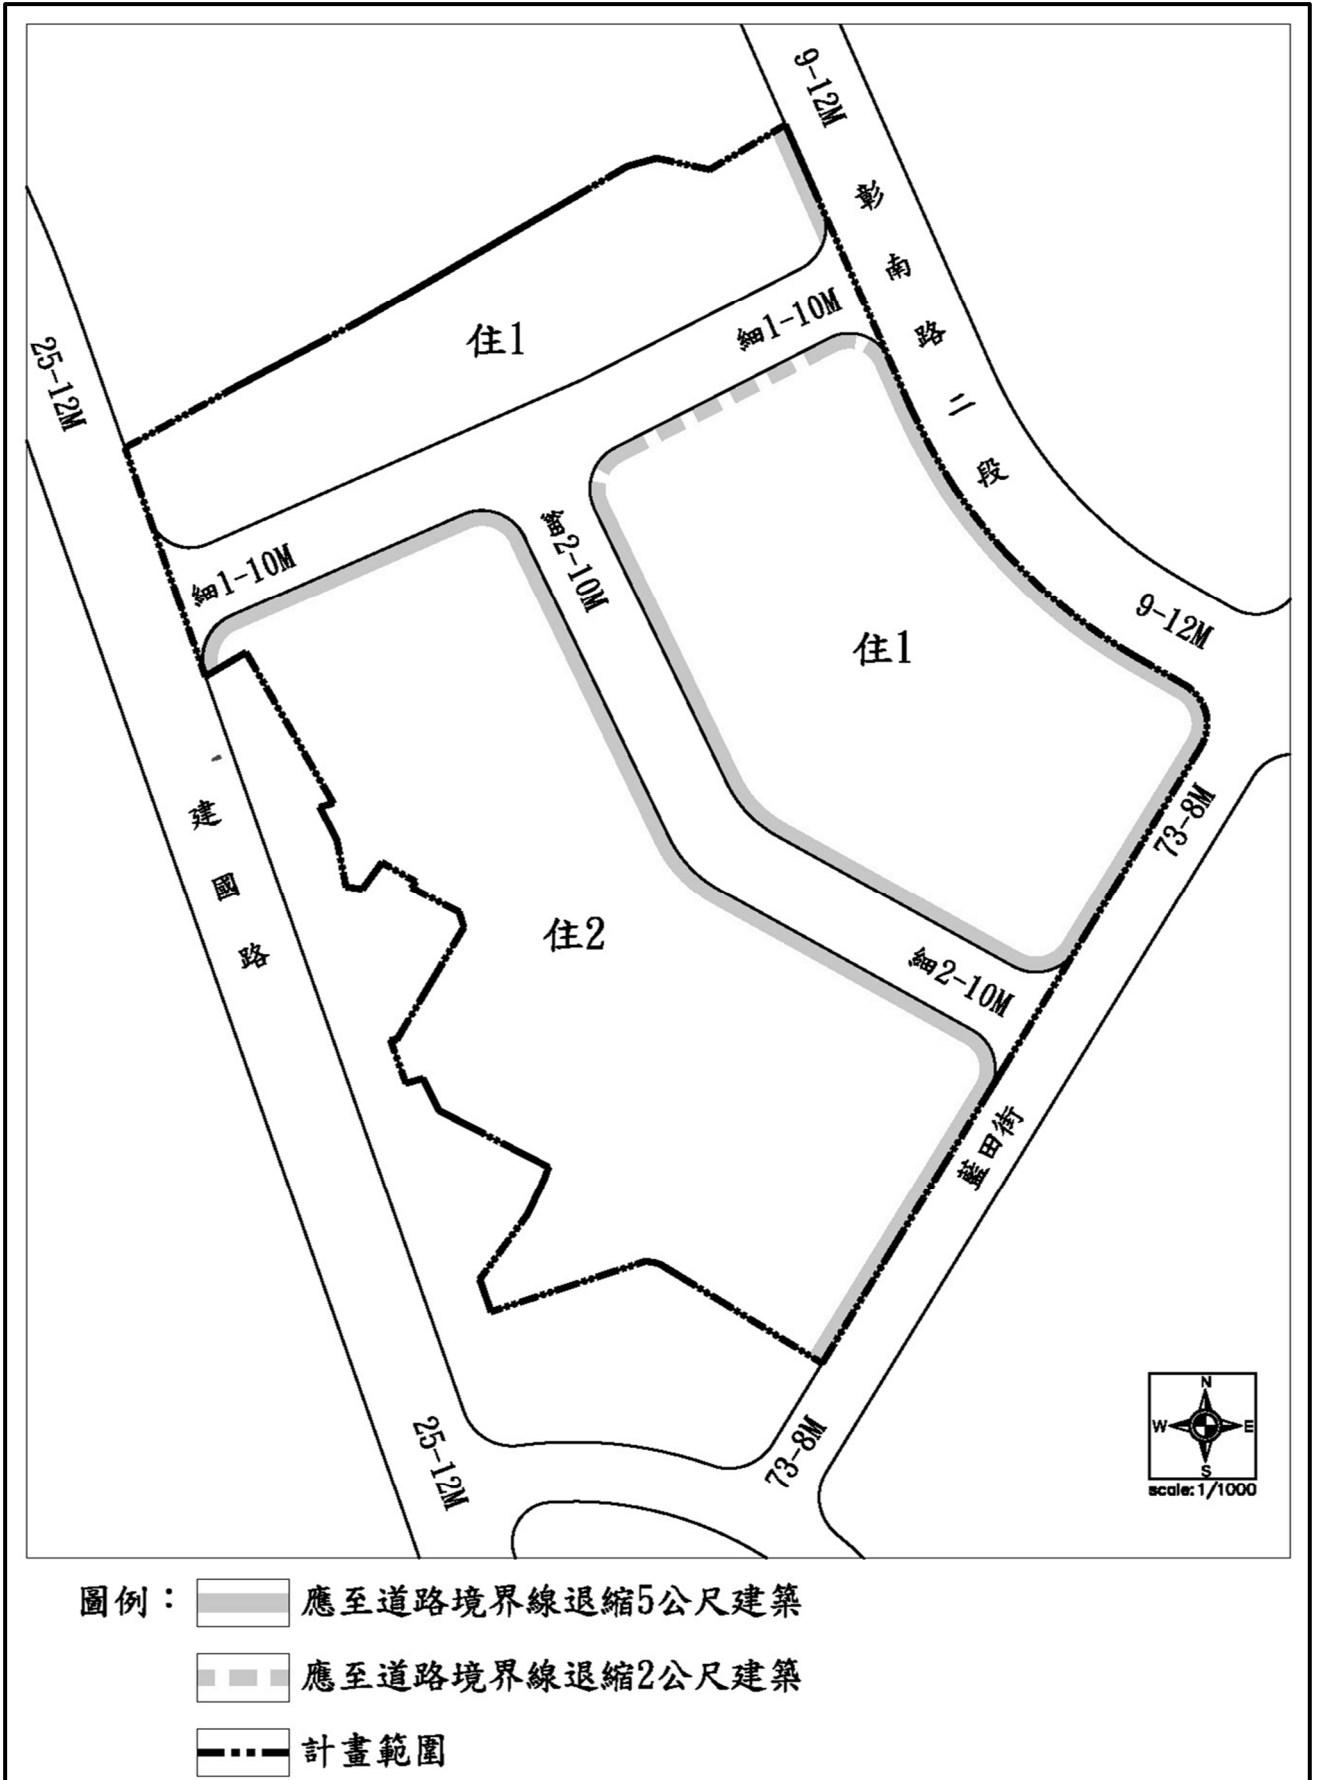 9-12M
彰南路二段
25-12M
住1
細1-10M
細2-10M
細1-10M
9-12M
住1
73-8M
建國路
住2
細2-10M
藍田街
25-12M
73-8M
N
W E
S
scale:1/1000
圖例：
應至道路境界線退縮5公尺建築
應至道路境界線退縮2公尺建築
計畫範圍